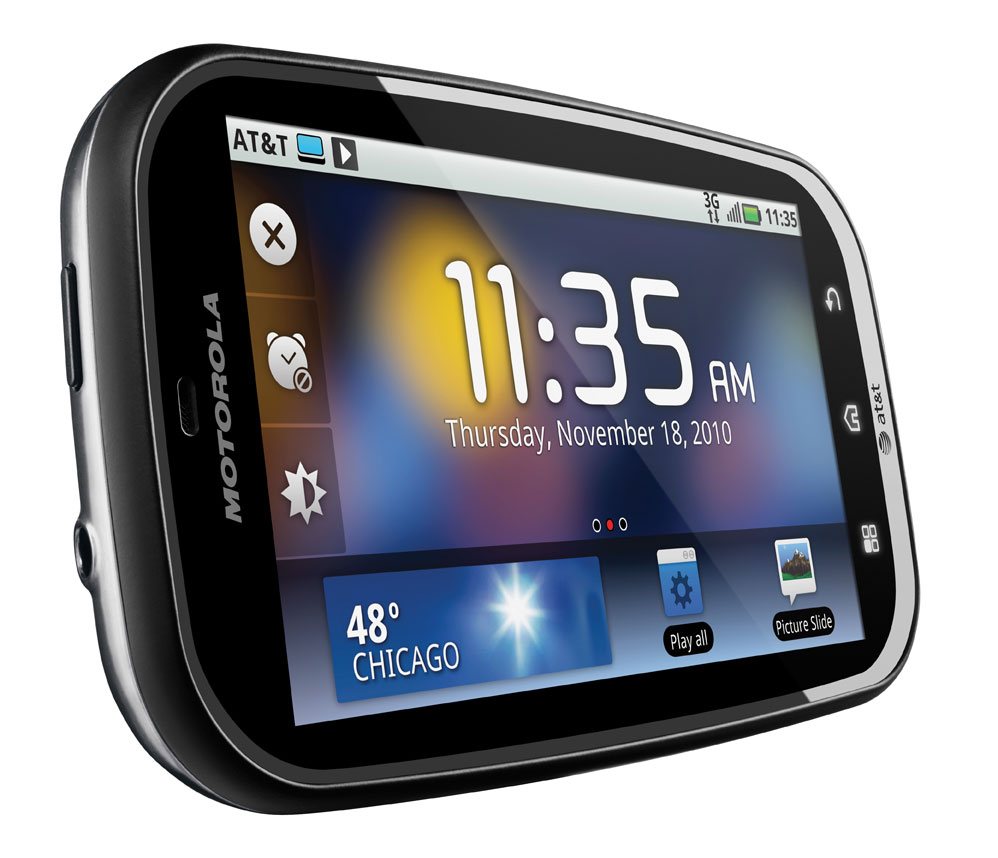 AT&T
3G
11:35
11:35 AM
Thursday, November 18, 2010
48°
CHICAGO
Play all
Picture Slide
MOTOROLA
at&t